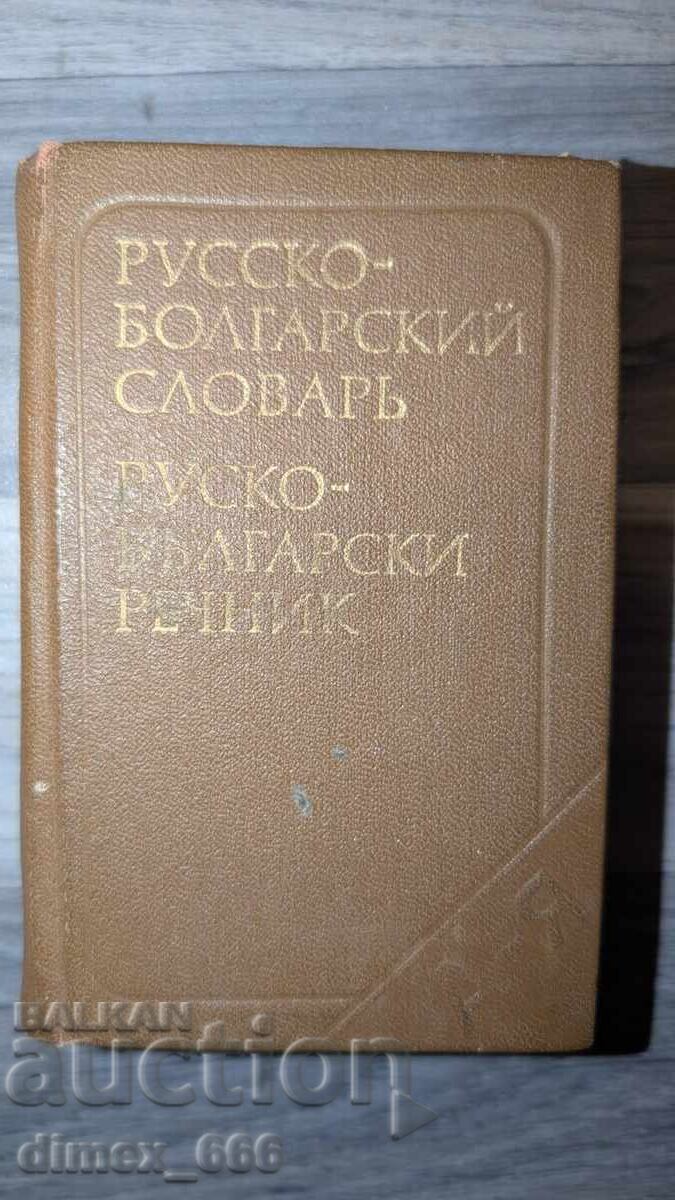 РУССКО-
БОЛГАРСКИЙ
СЛОВАРЬ
РУСКО-
БЪЛГАРСКИ
РЕЧНИК
BALKAN
auction
dimex_666